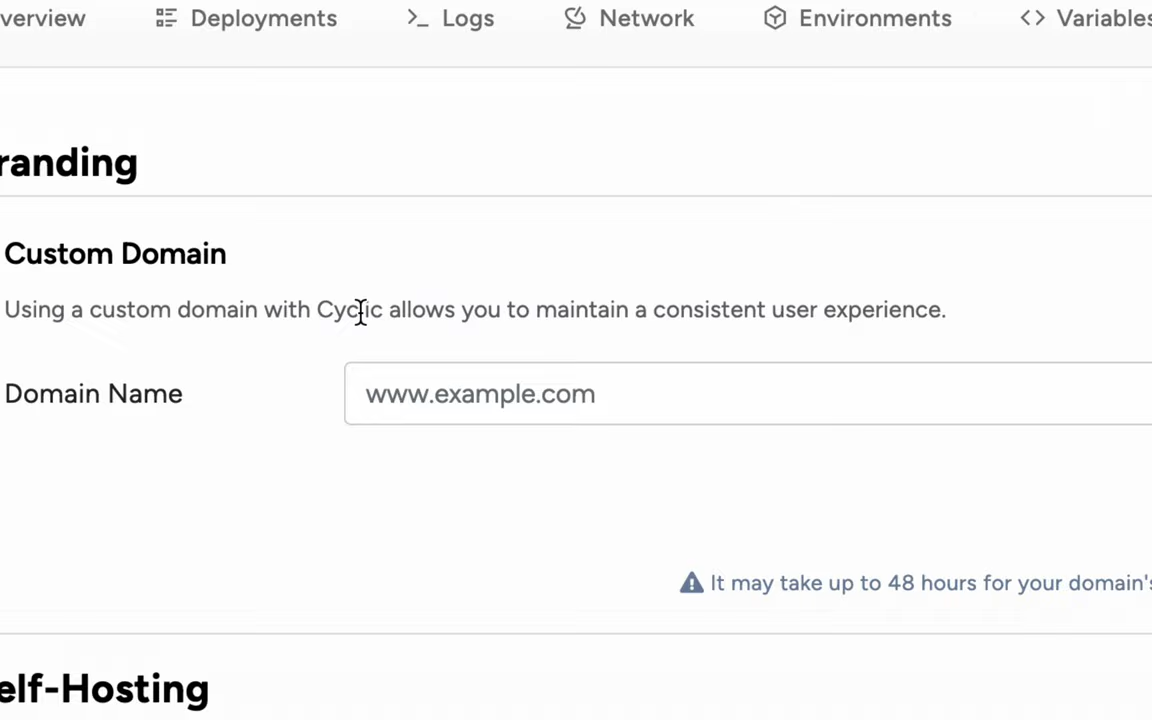 verview Deployments Logs Network Environments Variables
randing
Custom Domain
Using a custom domain with Cyclic allows you to maintain a consistent user experience.
Domain Name www.example.com
It may take up to 48 hours for your domain's
elf-Hosting